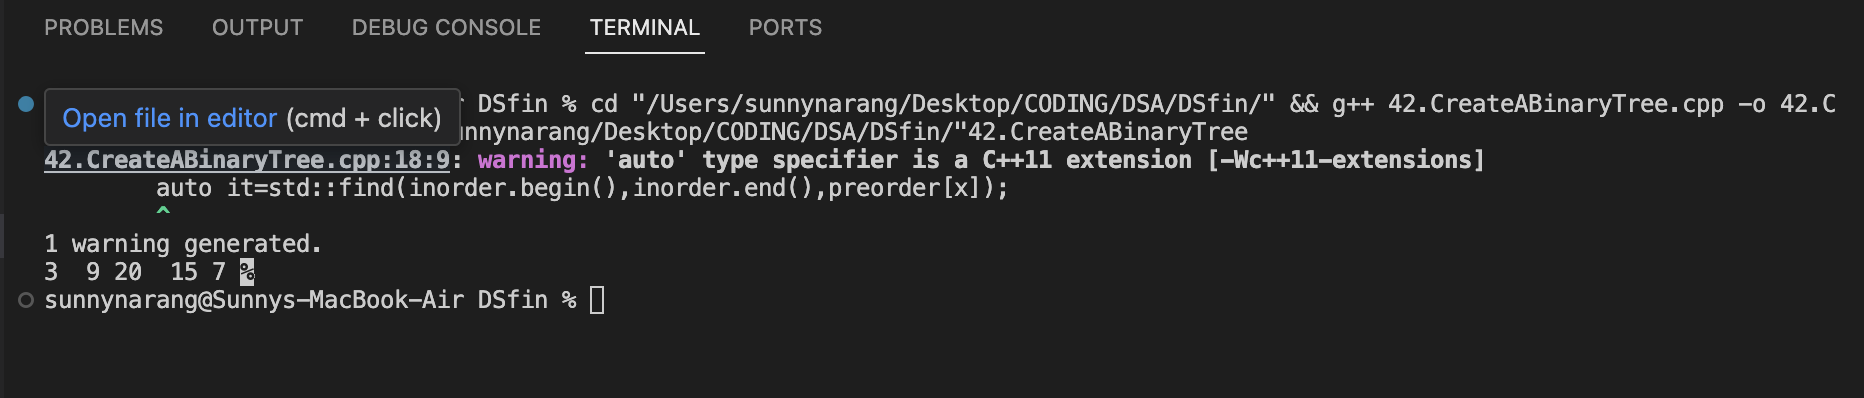 PROBLEMS OUTPUT DEBUG CONSOLE TERMINAL PORTS
DSfin % cd "/Users/sunnynarang/Desktop/CODING/DSA/DSfin/" && g++ 42.CreateABinaryTree.cpp -o 42.C
Open file in editor (cmd + click)
nnynarang/Desktop/CODING/DSA/DSfin/"42.CreateABinaryTree
42.CreateABinaryTree.cpp:18:9: warning: 'auto' type specifier is a C++11 extension [-Wc++11-extensions]
auto it=std::find(inorder.begin(),inorder.end(),preorder[x]);
^
1 warning generated.
3  9 20  15 7 %
sunnynarang@Sunnys-MacBook-Air DSfin %